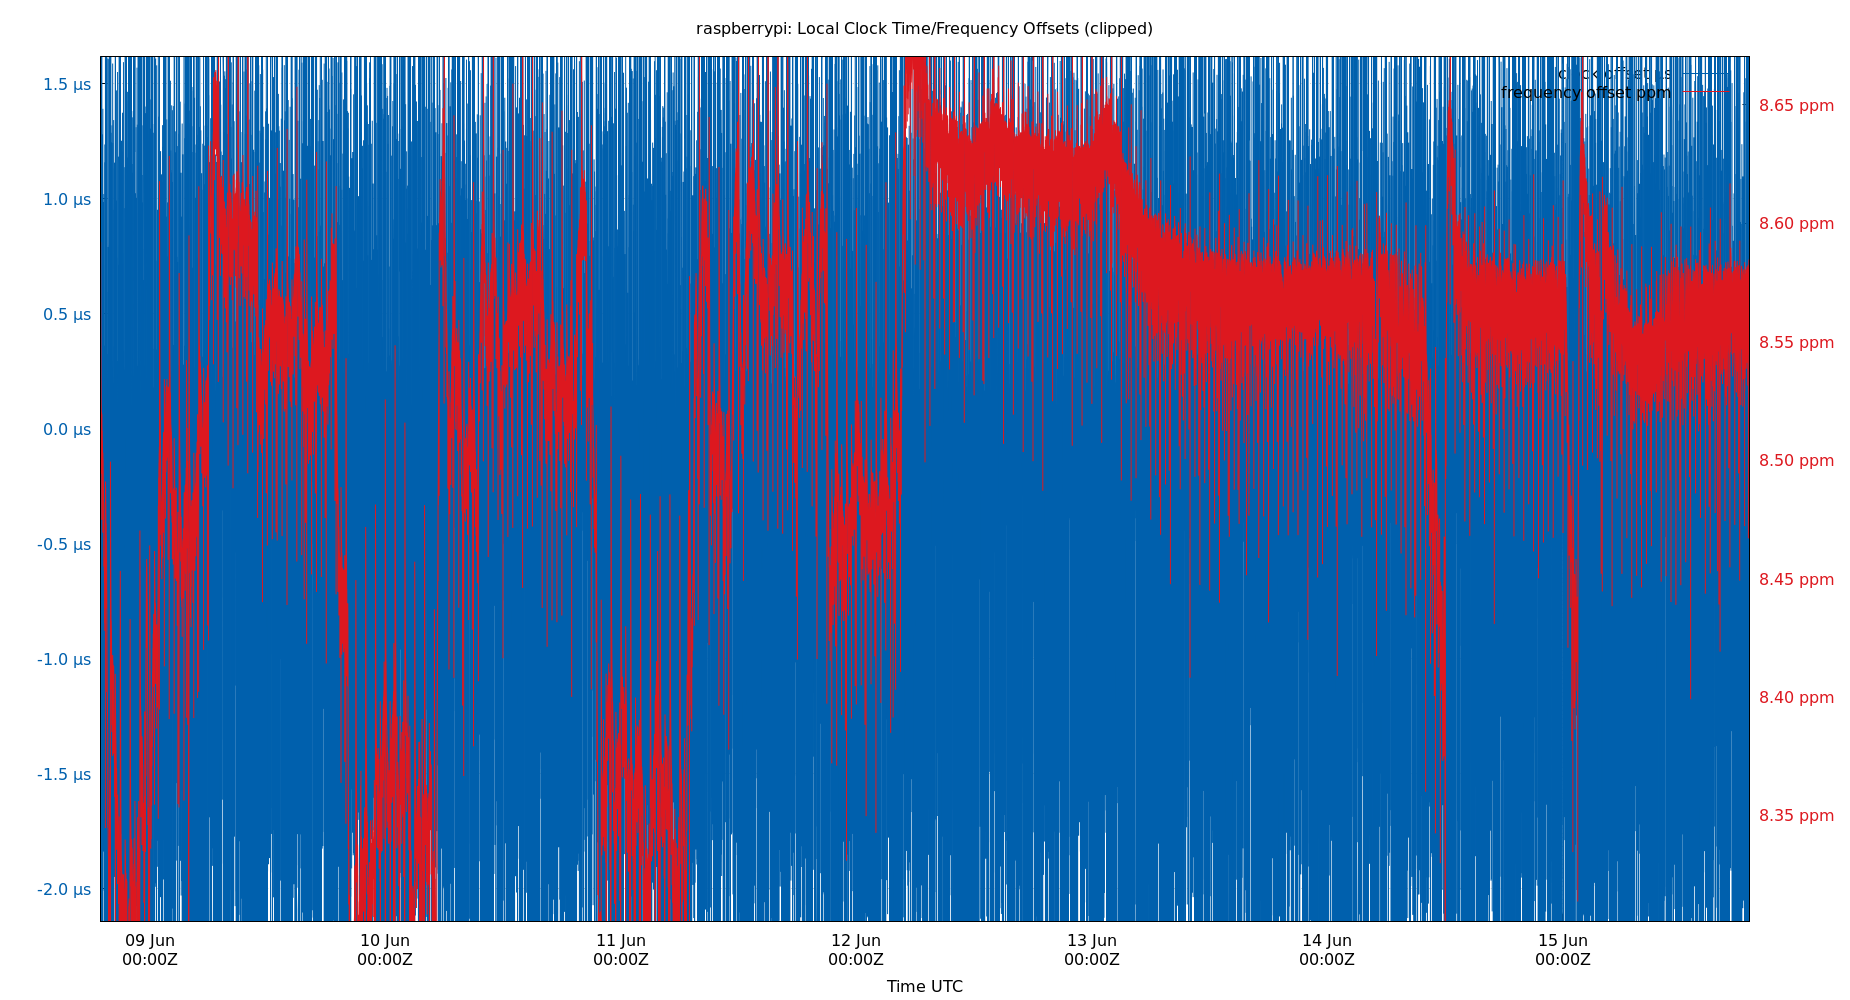 raspberrypi: Local Clock Time/Frequency Offsets (clipped)
clock offset µs
frequency offset ppm
1.5 µs
1.0 µs
0.5 µs
0.0 µs
-0.5 µs
-1.0 µs
-1.5 µs
-2.0 µs
8.65 ppm
8.60 ppm
8.55 ppm
8.50 ppm
8.45 ppm
8.40 ppm
8.35 ppm
09 Jun 10 Jun 11 Jun 12 Jun 13 Jun 14 Jun 15 Jun
00:00Z 00:00Z 00:00Z 00:00Z 00:00Z 00:00Z 00:00Z
Time UTC